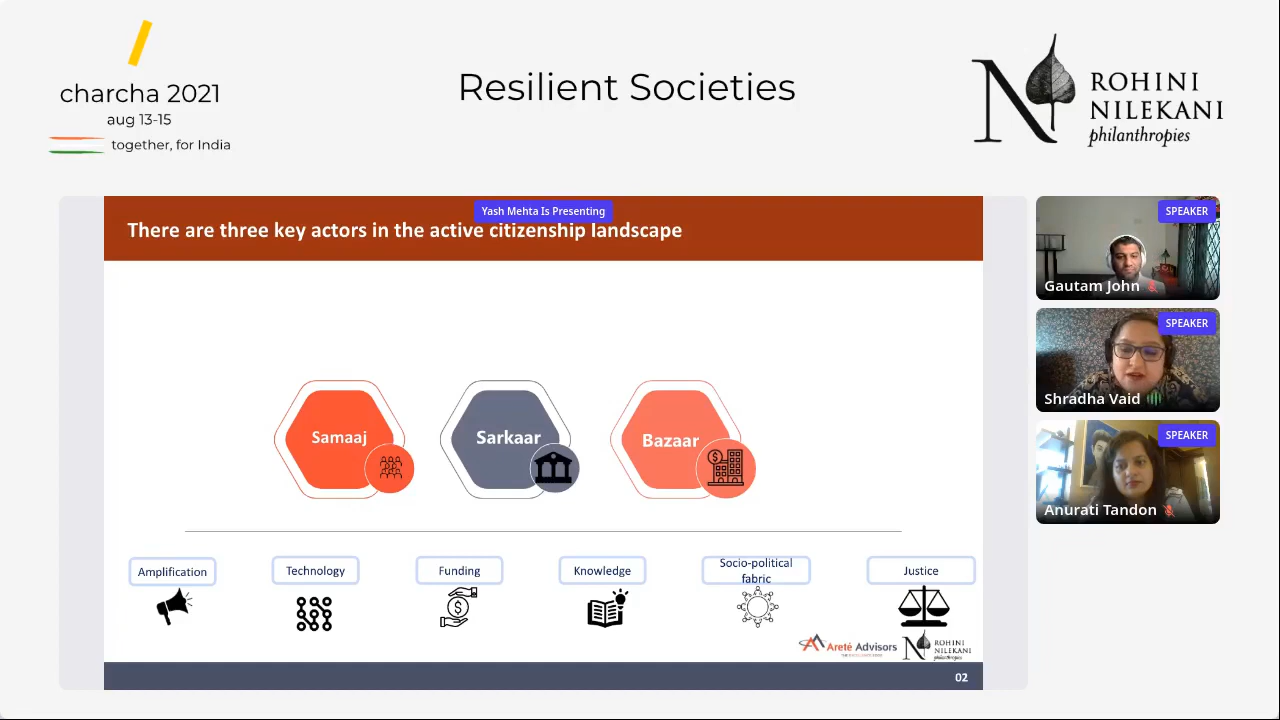 charcha 2021
aug 13-15
together, for India
Resilient Societies
N ROHINI
NILEKANI
philanthropies
Yash Mehta Is Presenting
There are three key actors in the active citizenship landscape
Samaaj
Sarkaar
Bazaar
Amplification
Technology
Funding
Knowledge
Socio-political
fabric
Justice
Areté Advisors
N ROHINI
NILEKANI
philanthropies
02
SPEAKER
Gautam John
SPEAKER
Shradha Vaid
SPEAKER
Anurati Tandon